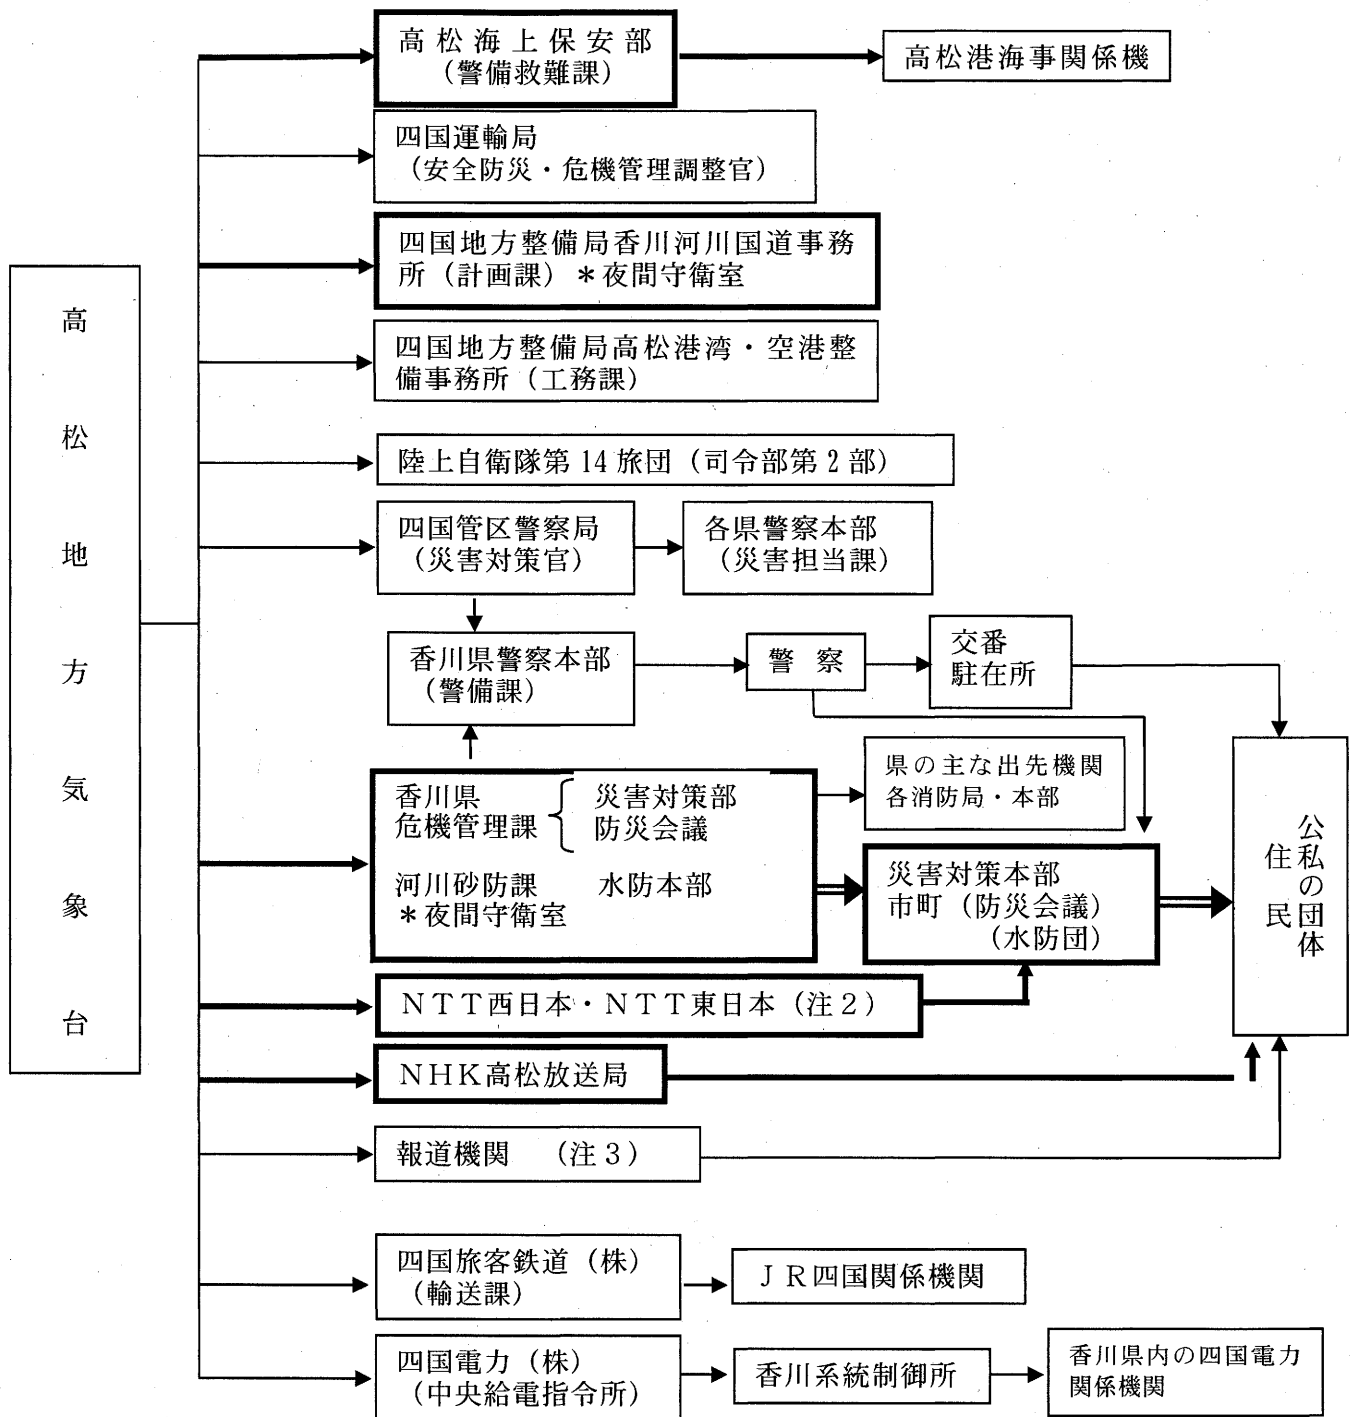 高松地方気象台
高松海上保安部
（警備救難課）
高松港海事関係機
四国運輸局
（安全防災・危機管理調整官）
四国地方整備局香川河川国道事務
所（計画課）＊夜間守衛室
四国地方整備局高松港湾・空港整
備事務所（工務課）
陸上自衛隊第14旅団（司令部第2部）
四国管区警察局
（災害対策官）
各県警察本部
（災害担当課）
香川県警察本部
（警備課）
警 察
交番
駐在所
県の主な出先機関
各消防局・本部
香川県
危機管理課
災害対策部
防災会議
河川砂防課 水防本部
＊夜間守衛室
災害対策本部
市町（防災会議）
（水防団）
公私の団体
住民
ＮＴＴ西日本・ＮＴＴ東日本（注２）
ＮＨＫ高松放送局
報道機関 （注３）
四国旅客鉄道（株）
（輸送課）
ＪＲ四国関係機関
四国電力（株）
（中央給電指令所）
香川系統制御所
香川県内の四国電力
関係機関